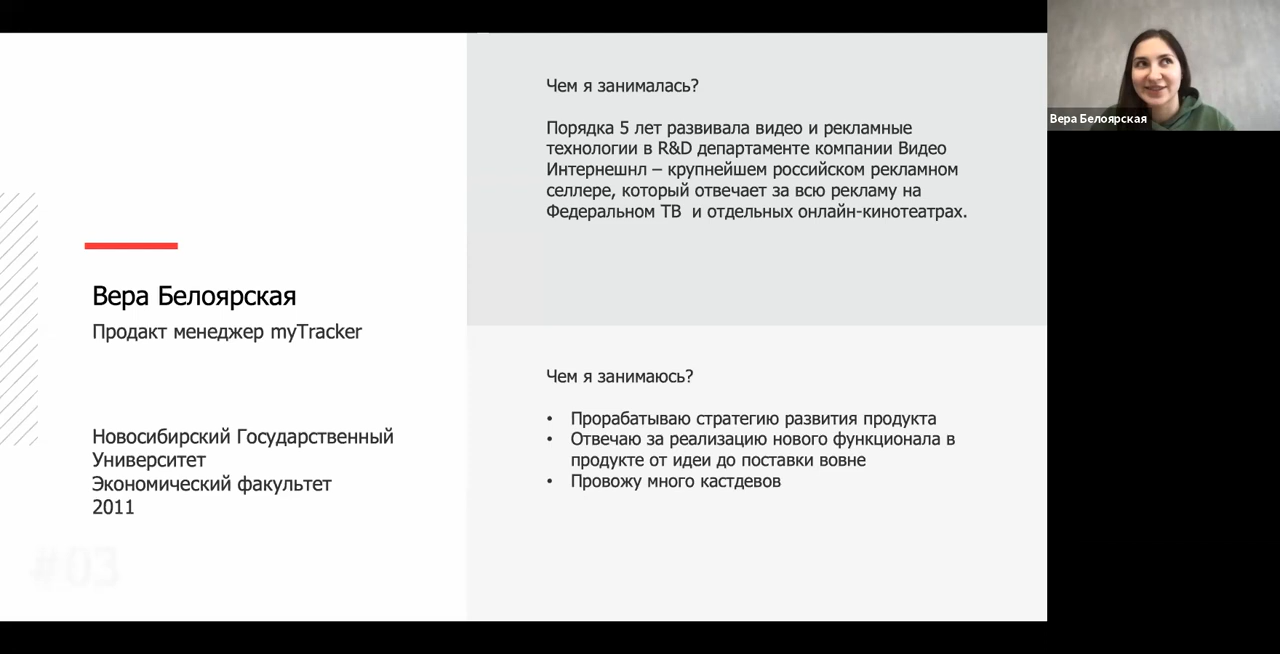 Вера Белоярская
Продакт менеджер myTracker
Новосибирский Государственный
Университет
Экономический факультет
2011
#03
Чем я занималась?
Порядка 5 лет развивала видео и рекламные
технологии в R&D департаменте компании Видео
Интернешнл – крупнейшем российском рекламном
селлере, который отвечает за всю рекламу на
Федеральном ТВ и отдельных онлайн-кинотеатрах.
Чем я занимаюсь?
• Прорабатываю стратегию развития продукта
• Отвечаю за реализацию нового функционала в
продукте от идеи до поставки вовне
• Провожу много кастдевов
Вера Белоярская